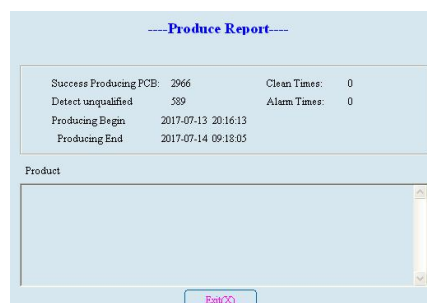 ----Produce Report----
Success Producing PCB: 2966 Clean Times: 0
Detect unqualified 589 Alarm Times: 0
Producing Begin 2017-07-13 20:16:13
Producing End 2017-07-14 09:18:05
Product
Exit(X)